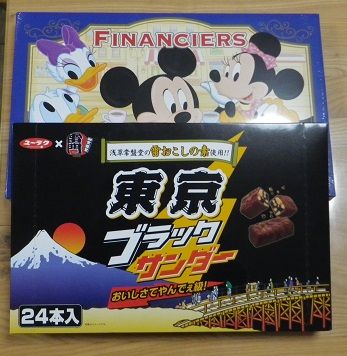 FINANCIERS
ユーラク ×
浅草常盤堂の雷おこしの素使用!!
東京
ブラック
サンダー
おいしさてやんでぇ級!
24本入